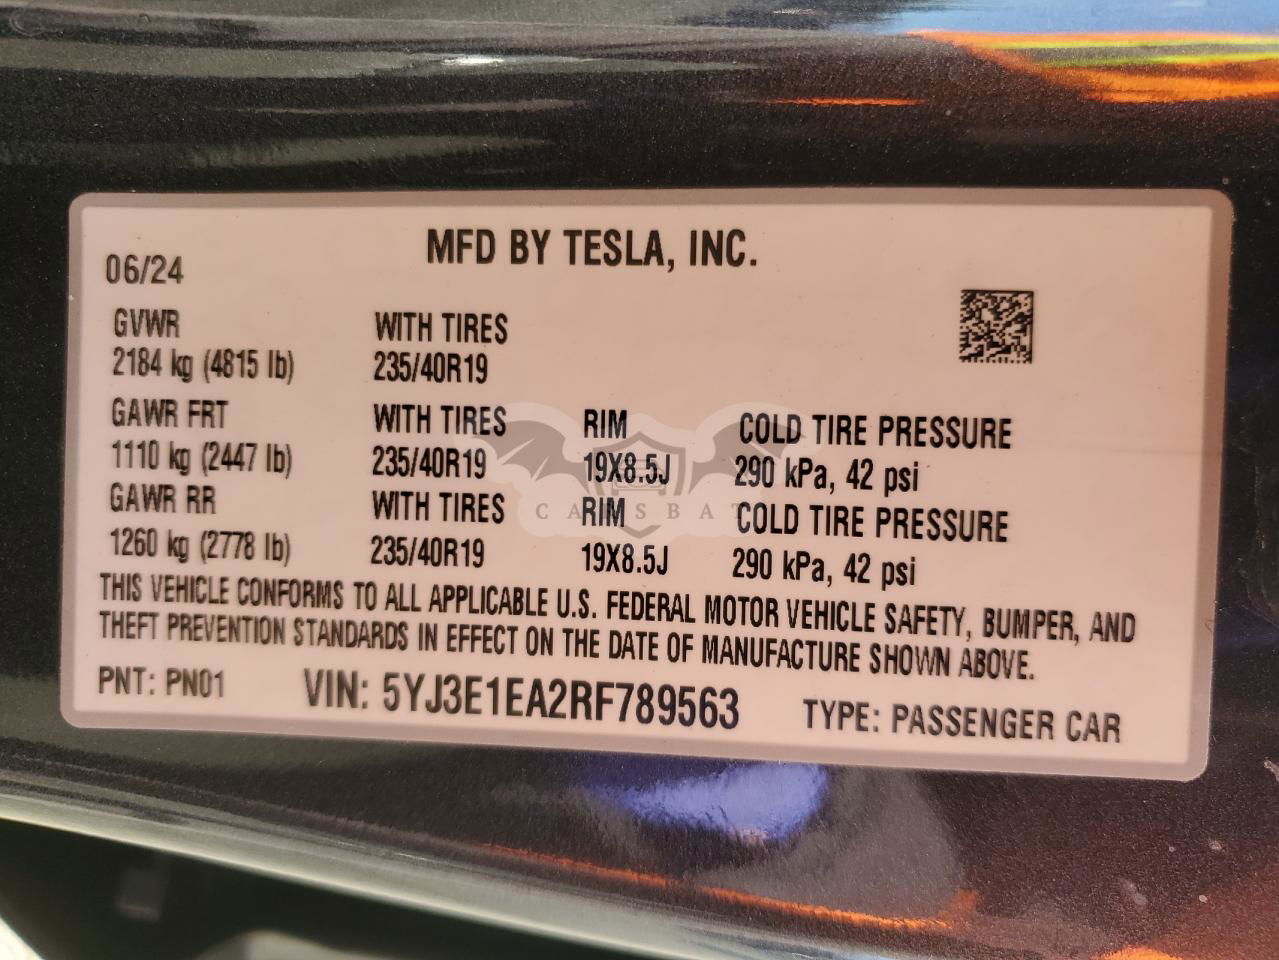 MFD BY TESLA, INC.
06/24
GVWR WITH TIRES
2184 kg (4815 lb) 235/40R19
GAWR FRT WITH TIRES RIM COLD TIRE PRESSURE
1110 kg (2447 lb) 235/40R19 19X8.5J 290 kPa, 42 psi
GAWR RR WITH TIRES RIM COLD TIRE PRESSURE
1260 kg (2778 lb) 235/40R19 19X8.5J 290 kPa, 42 psi
THIS VEHICLE CONFORMS TO ALL APPLICABLE U.S. FEDERAL MOTOR VEHICLE SAFETY, BUMPER, AND
THEFT PREVENTION STANDARDS IN EFFECT ON THE DATE OF MANUFACTURE SHOWN ABOVE.
PNT: PN01 VIN: 5YJ3E1EA2RF789563 TYPE: PASSENGER CAR